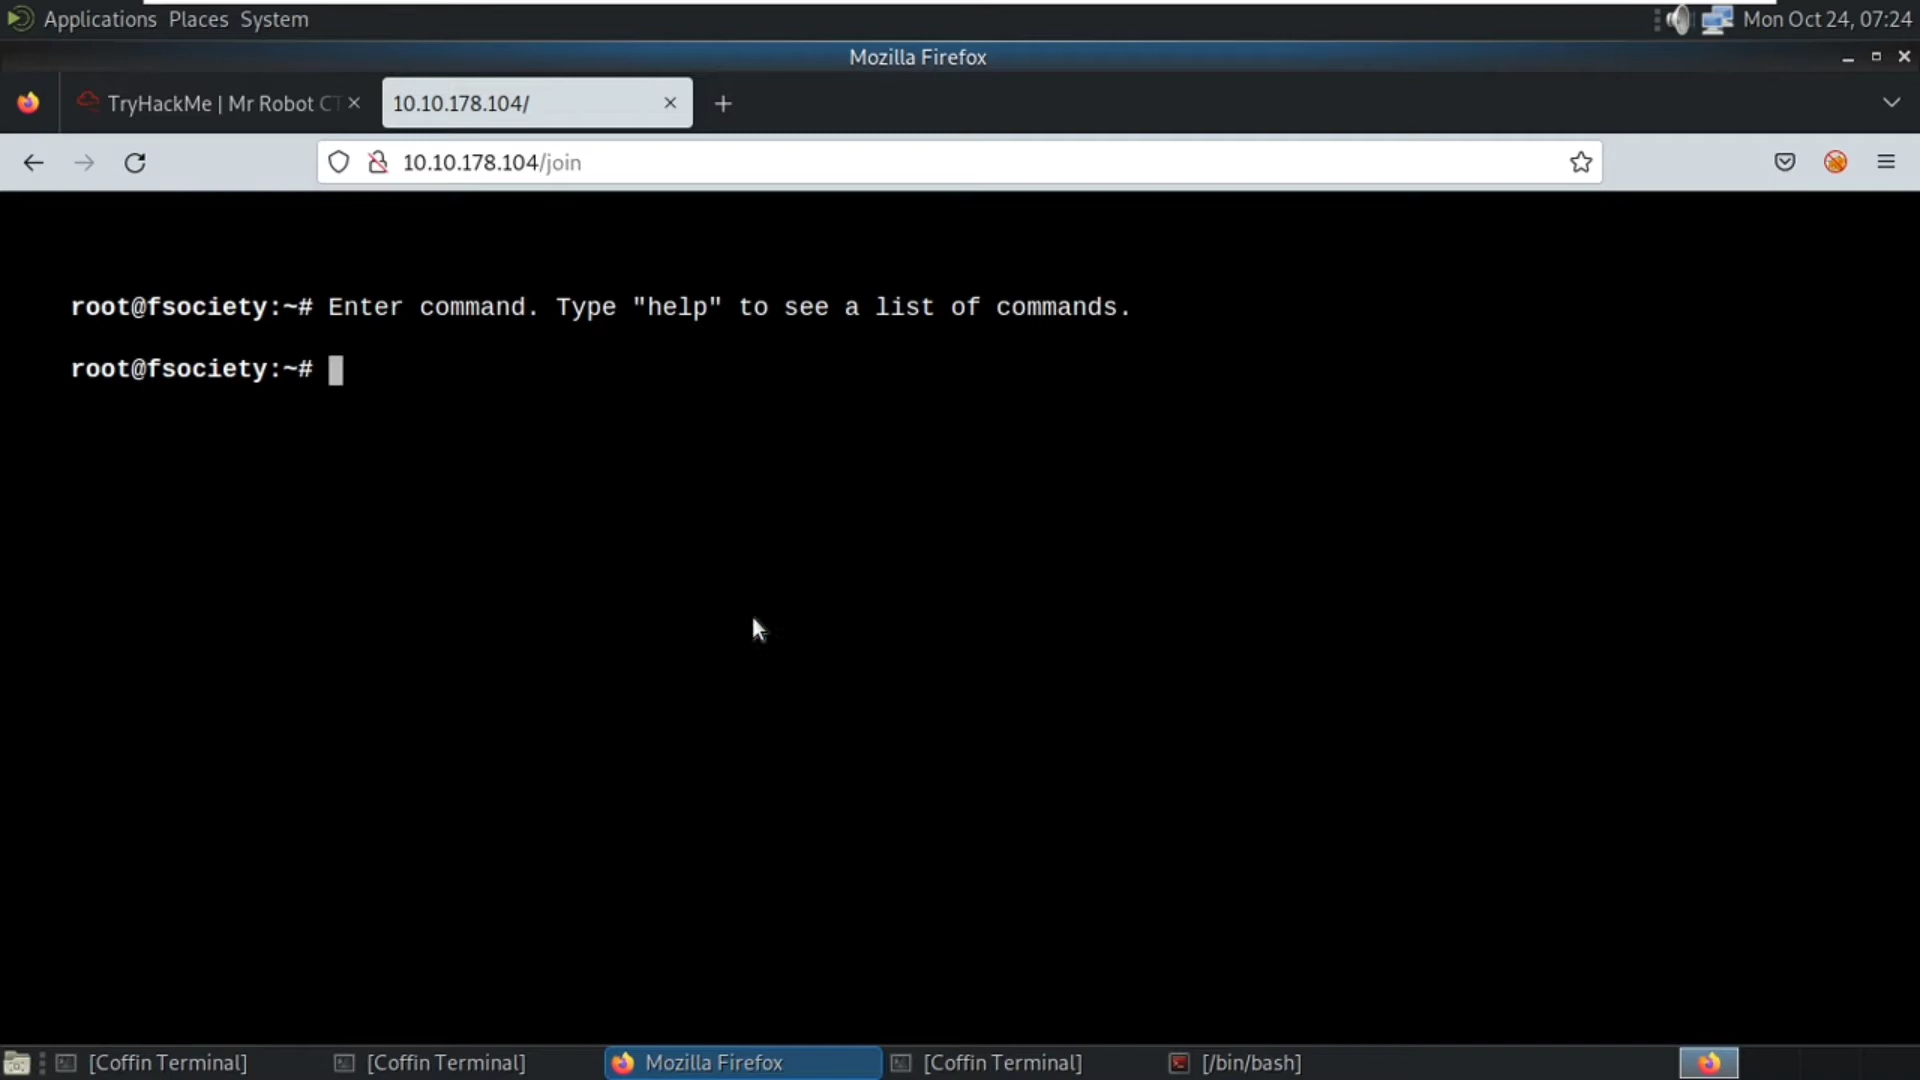 Applications Places System
Mon Oct 24, 07:24
Mozilla Firefox
TryHackMe | Mr Robot CT
10.10.178.104/
10.10.178.104/join
root@fsociety:~# Enter command. Type "help" to see a list of commands.
root@fsociety:~#
[Coffin Terminal]
[Coffin Terminal]
Mozilla Firefox
[Coffin Terminal]
[/bin/bash]